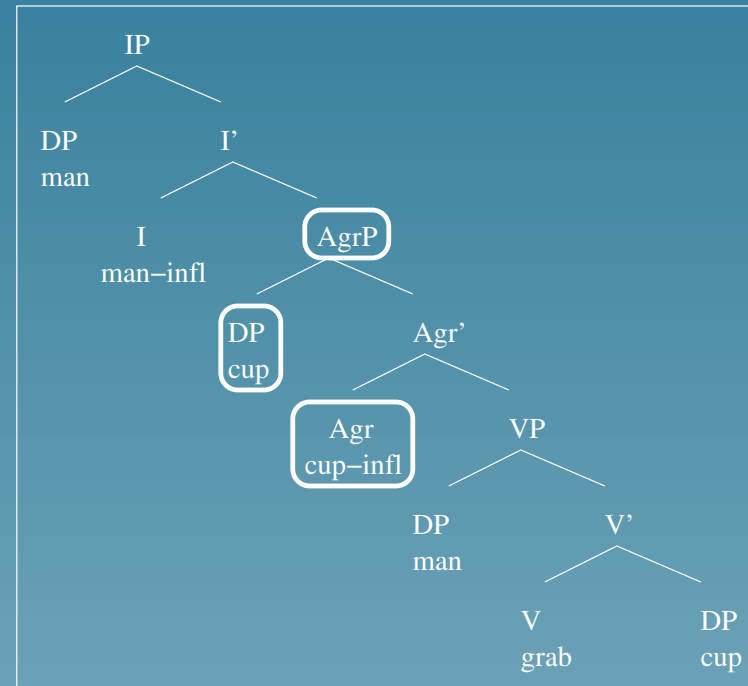 IP
DP I’
man
I AgrP
man−infl
DP Agr’
cup
Agr VP
cup−infl
DP V’
man
V DP
grab cup